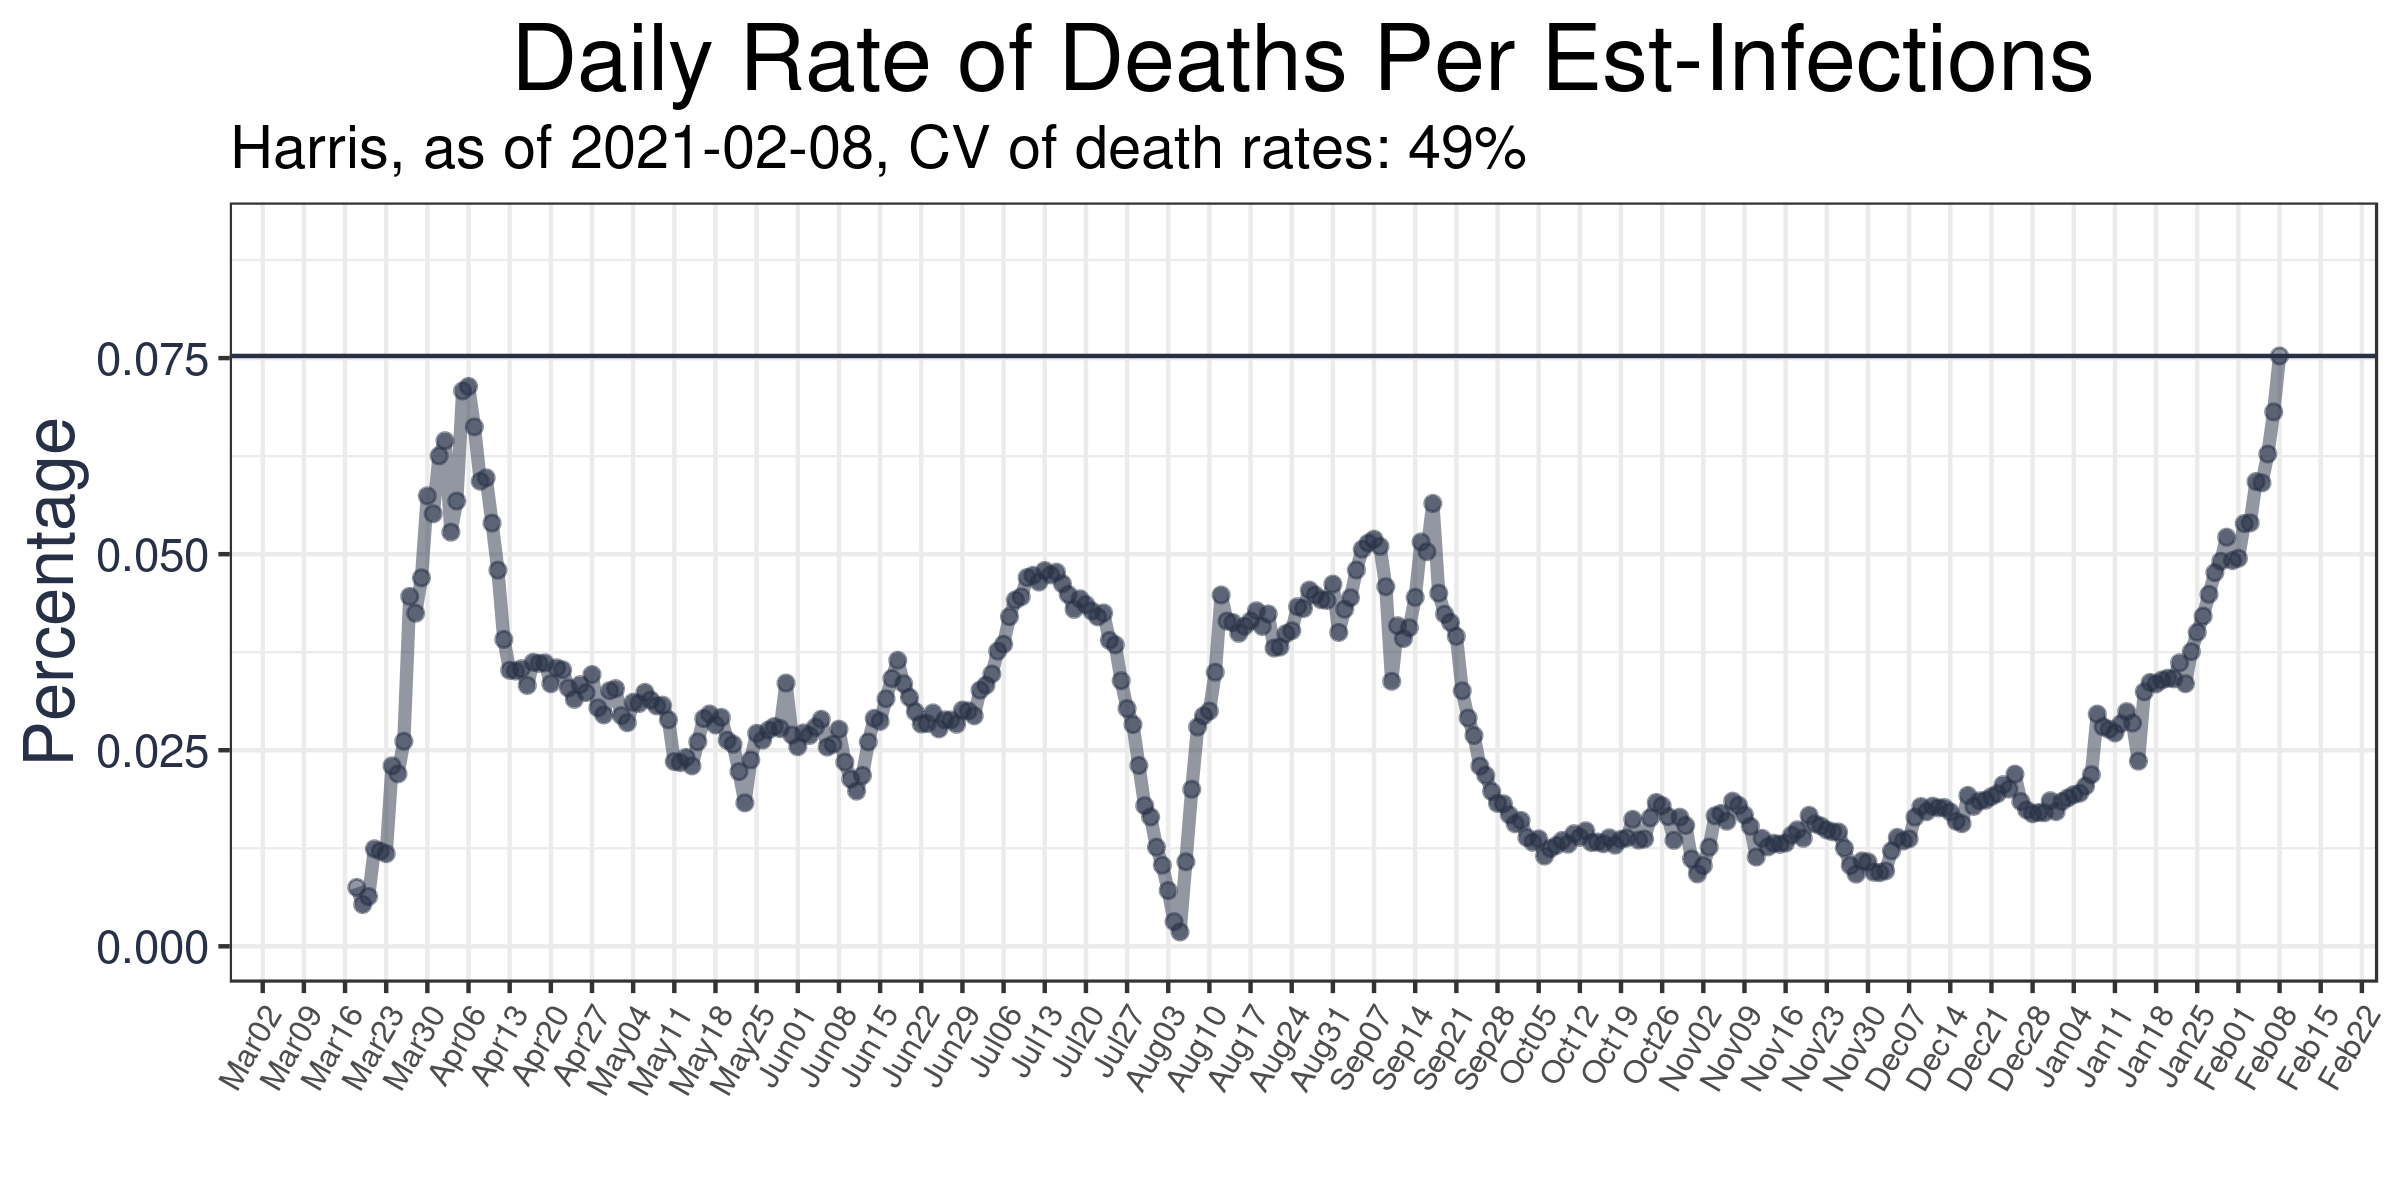 Daily Rate of Deaths Per Est-Infections
Harris, as of 2021-02-08, CV of death rates: 49%
Percentage
0.075
0.050
0.025
0.000
Mar02
Mar09
Mar16
Mar23
Mar30
Apr06
Apr13
Apr20
Apr27
May04
May11
May18
May25
Jun01
Jun08
Jun15
Jun22
Jun29
Jul06
Jul13
Jul20
Jul27
Aug03
Aug10
Aug17
Aug24
Aug31
Sep07
Sep14
Sep21
Sep28
Oct05
Oct12
Oct19
Oct26
Nov02
Nov09
Nov16
Nov23
Nov30
Dec07
Dec14
Dec21
Dec28
Jan04
Jan11
Jan18
Jan25
Feb01
Feb08
Feb15
Feb22